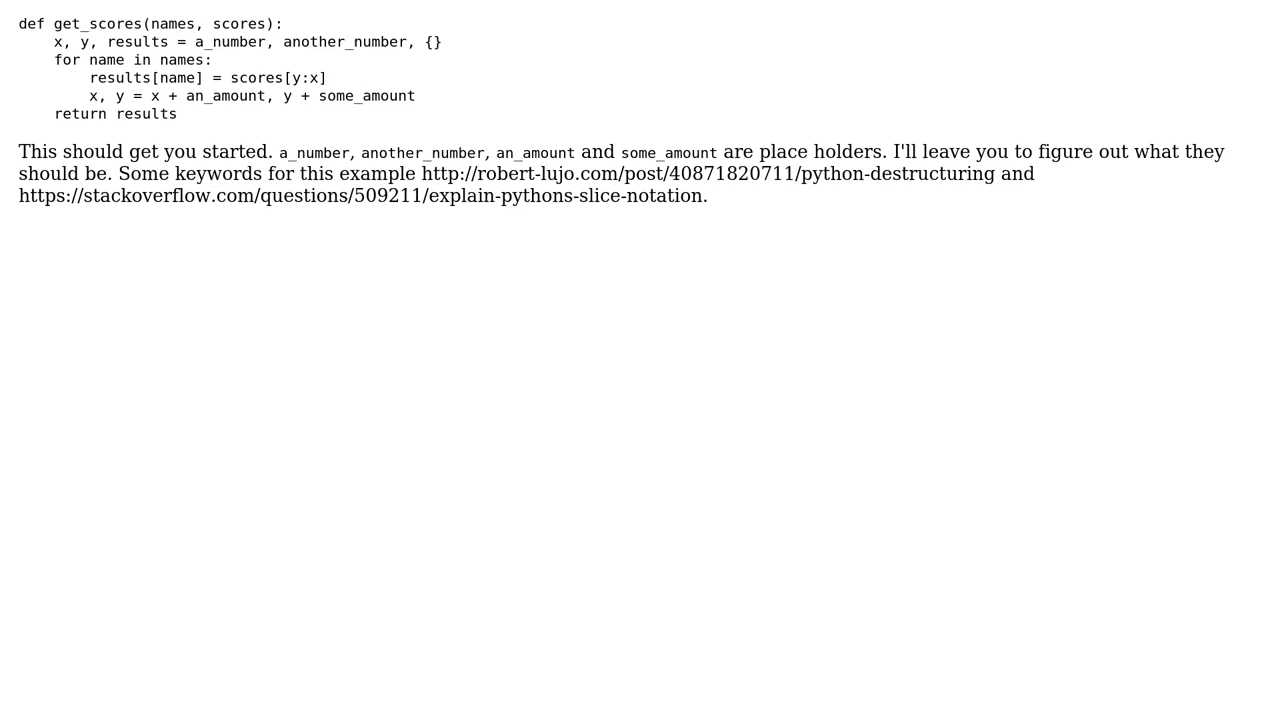 def get_scores(names, scores):
    x, y, results = a_number, another_number, {}
    for name in names:
        results[name] = scores[y:x]
        x, y = x + an_amount, y + some_amount
    return results
This should get you started. a_number, another_number, an_amount and some_amount are place holders. I'll leave you to figure out what they
should be. Some keywords for this example http://robert-lujo.com/post/40871820711/python-destructuring and
https://stackoverflow.com/questions/509211/explain-pythons-slice-notation.